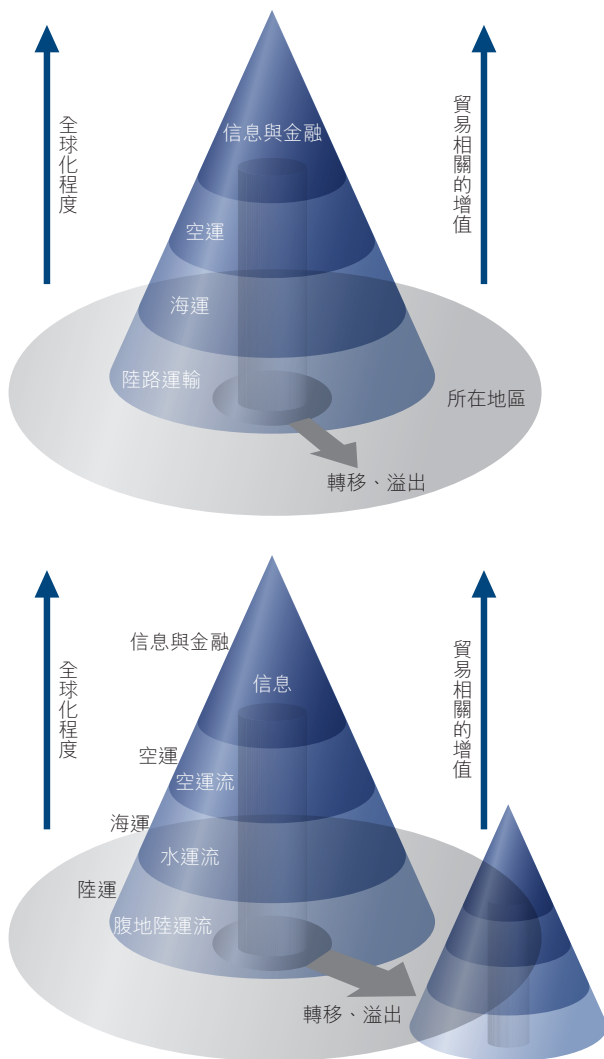 全球化程度
貿易相關的增值
信息與金融
空運
海運
陸路運輸
所在地區
轉移、溢出
全球化程度
貿易相關的增值
信息與金融
信息
空運
空運流
海運
水運流
陸運
腹地陸運流
轉移、溢出